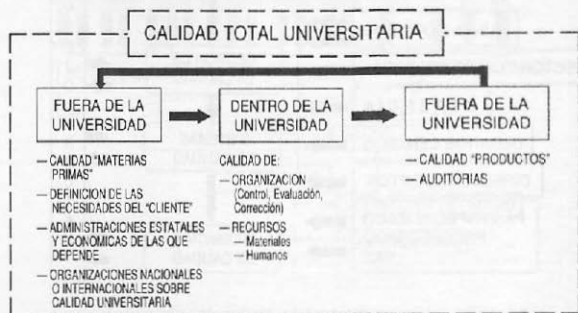 CALIDAD TOTAL UNIVERSITARIA
FUERA DE LA
UNIVERSIDAD
— CALIDAD "MATERIAS
PRIMAS"
— DEFINICION DE LAS
NECESIDADES DEL "CLIENTE"
— ADMINISTRACIONES ESTATALES
Y ECONOMICAS DE LAS QUE
DEPENDE
— ORGANIZACIONES NACIONALES
O INTERNACIONALES SOBRE
CALIDAD UNIVERSITARIA
DENTRO DE LA
UNIVERSIDAD
CALIDAD DE:
— ORGANIZACION
(Control, Evaluación,
Corrección)
— RECURSOS
— Materiales
— Humanos
FUERA DE LA
UNIVERSIDAD
— CALIDAD "PRODUCTOS"
— AUDITORIAS